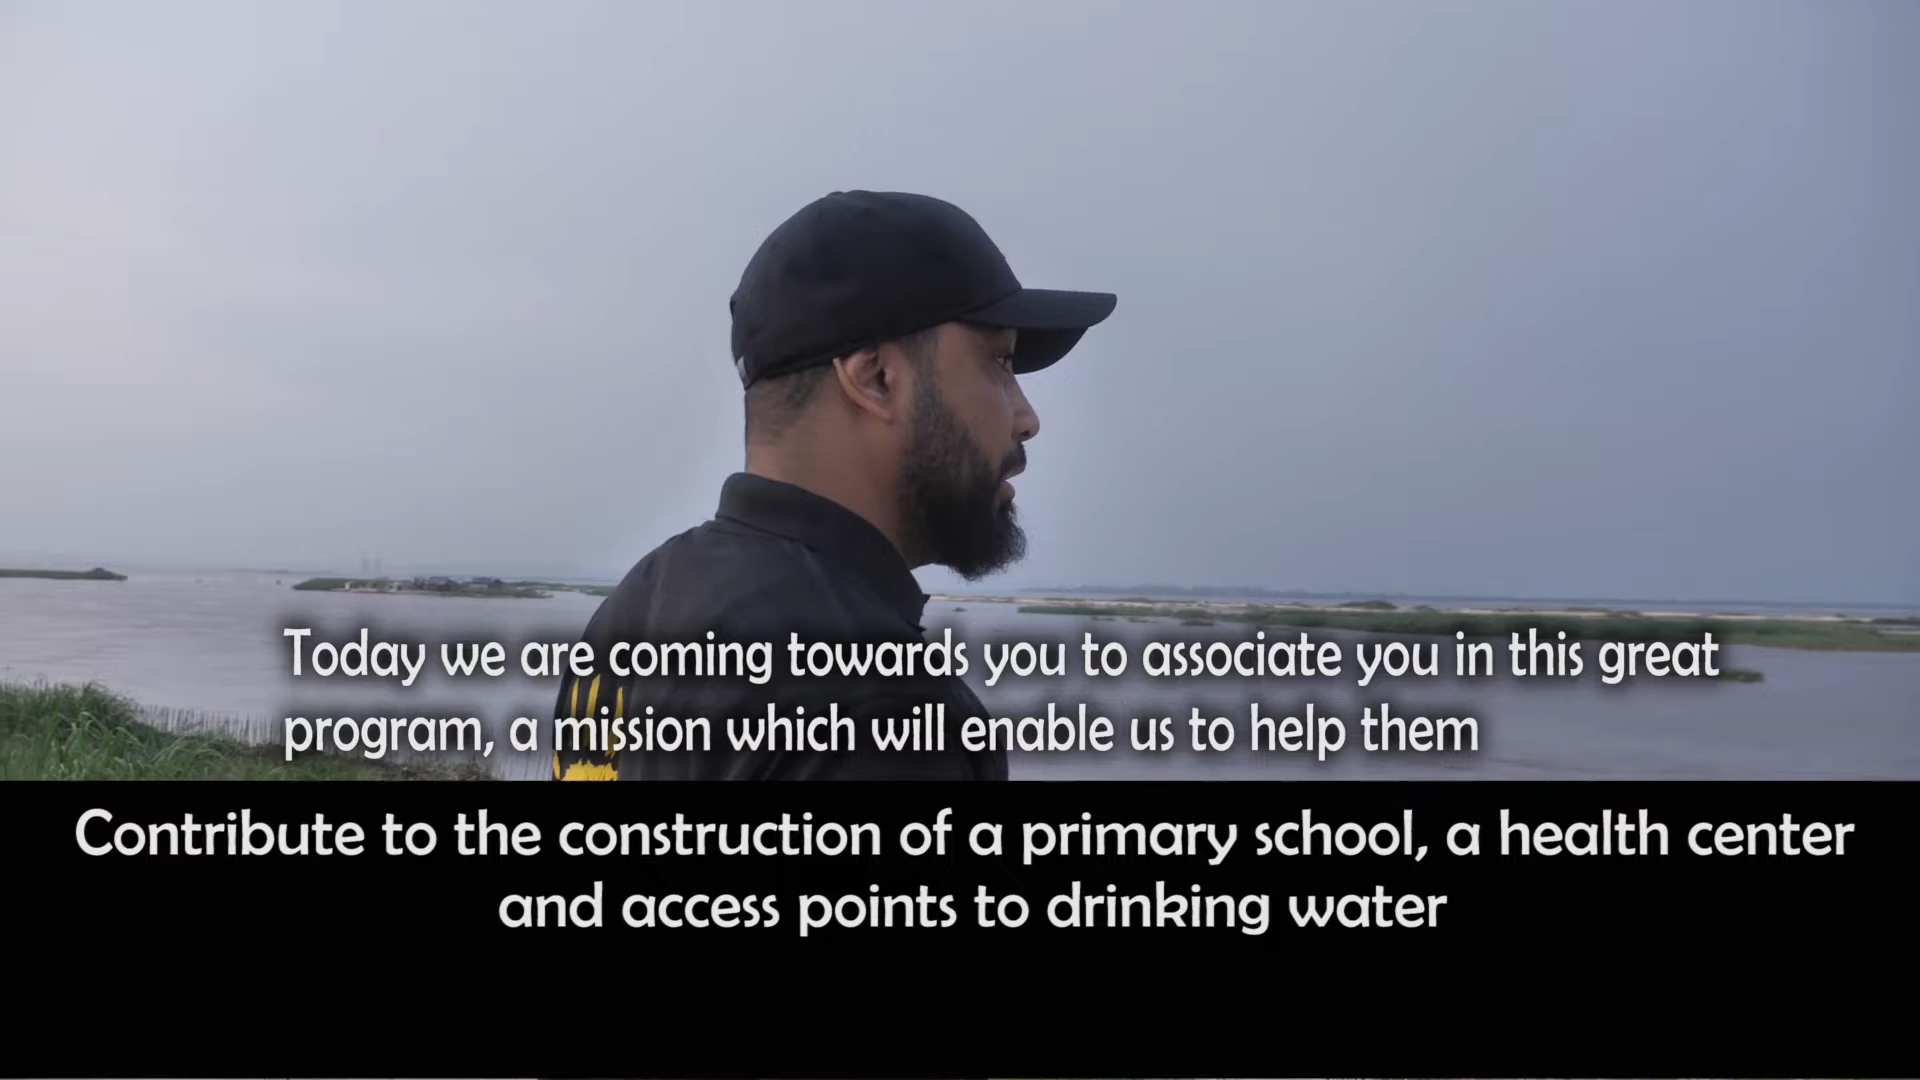 Today we are coming towards you to associate you in this great
program, a mission which will enable us to help them
Contribute to the construction of a primary school, a health center
and access points to drinking water